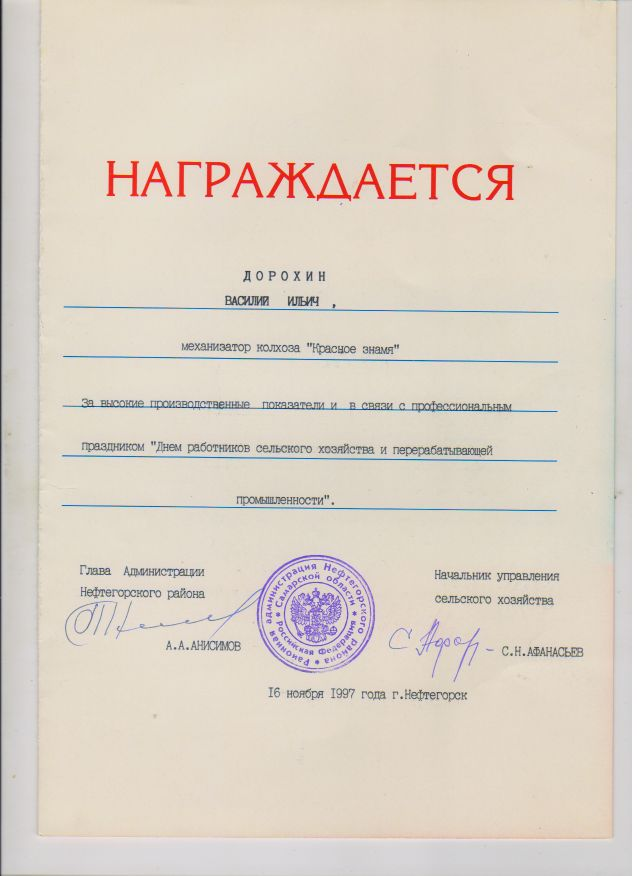 НАГРАЖДАЕТСЯ
ДОРОХИН
ВАСИЛИЙ ИЛЬИЧ ,
механизатор колхоза "Красное знамя"
За высокие производственные показатели и в связи с профессиональным
праздником "Днем работников сельского хозяйства и перерабатывающей
промышленности".
Глава Администрации
Нефтегорского района
А.А.АНИСИМОВ
Районная администрация Нефтегорского района
Самарской области
Российская Федерация
Начальник управления
сельского хозяйства
С.Н.АФАНАСЬЕВ
16 ноября 1997 года г.Нефтегорск